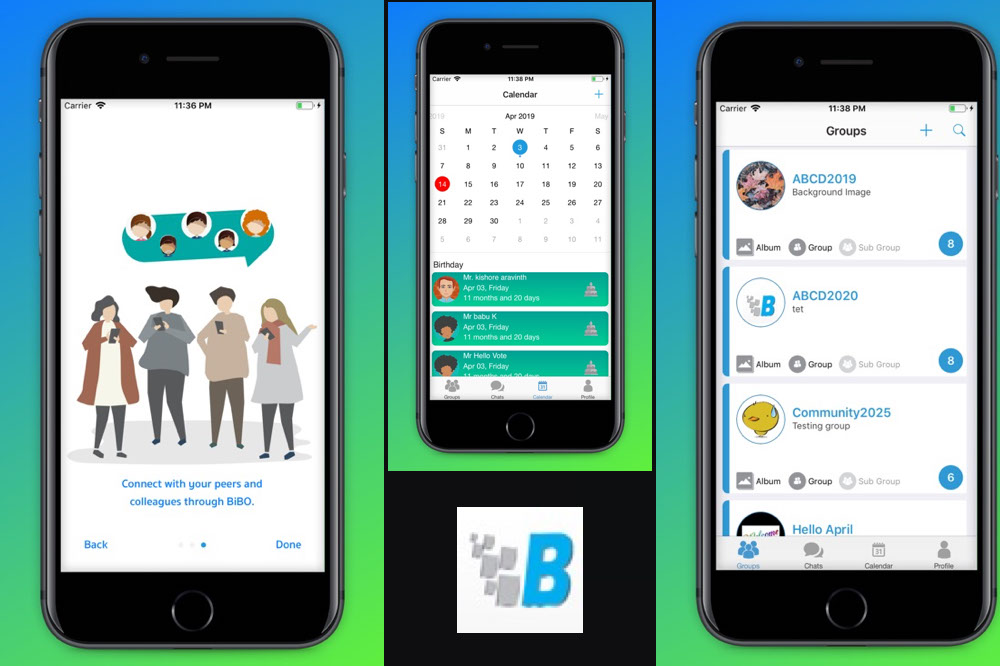 Carrier 11:36 PM
Connect with your peers and
colleagues through BiBO.
Back Done
Carrier 11:38 PM
Calendar +
2019 Apr 2019 May
S M T W T F S
31 1 2 3 4 5 6
7 8 9 10 11 12 13
14 15 16 17 18 19 20
21 22 23 24 25 26 27
28 29 30 1 2 3 4
5 6 7 8 9 10 11
Birthday
Mr. kishore aravinth
Apr 03, Friday
11 months and 20 days
Mr babu K
Apr 03, Friday
11 months and 20 days
Mr Hello Vote
Apr 03, Friday
11 months and 20 days
Groups Chats Calendar Profile
B
Carrier 11:38 PM
Groups +
ABCD2019
Background Image
Album Group Sub Group 8
B
ABCD2020
tet
Album Group Sub Group 8
Community2025
Testing group
Album Group Sub Group 6
Hello April
31
Groups Chats Calendar Profile